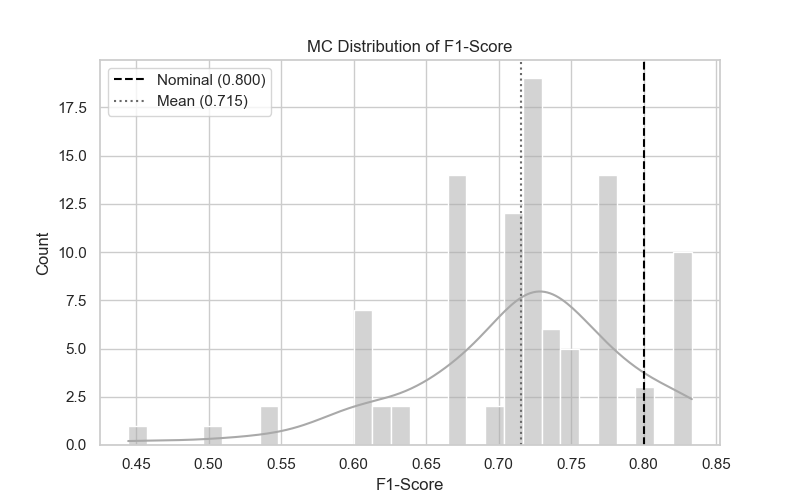 MC Distribution of F1-Score
Nominal (0.800)
Mean (0.715)
17.5
15.0
12.5
10.0
7.5
5.0
2.5
0.0
Count
0.45 0.50 0.55 0.60 0.65 0.70 0.75 0.80 0.85
F1-Score